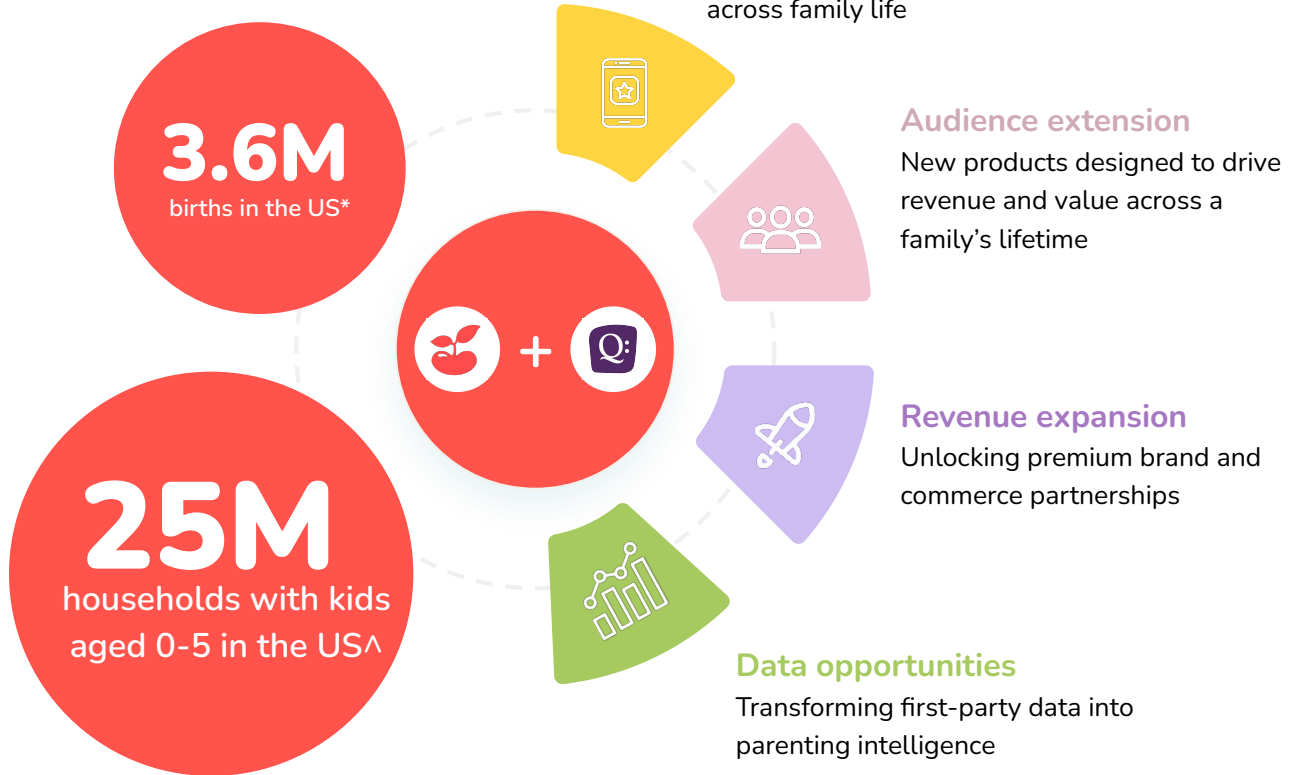 across family life
3.6M
births in the US*
Audience extension
New products designed to drive
revenue and value across a
family’s lifetime
+
Q:
Revenue expansion
Unlocking premium brand and
commerce partnerships
25M
households with kids
aged 0-5 in the US^
Data opportunities
Transforming first-party data into
parenting intelligence